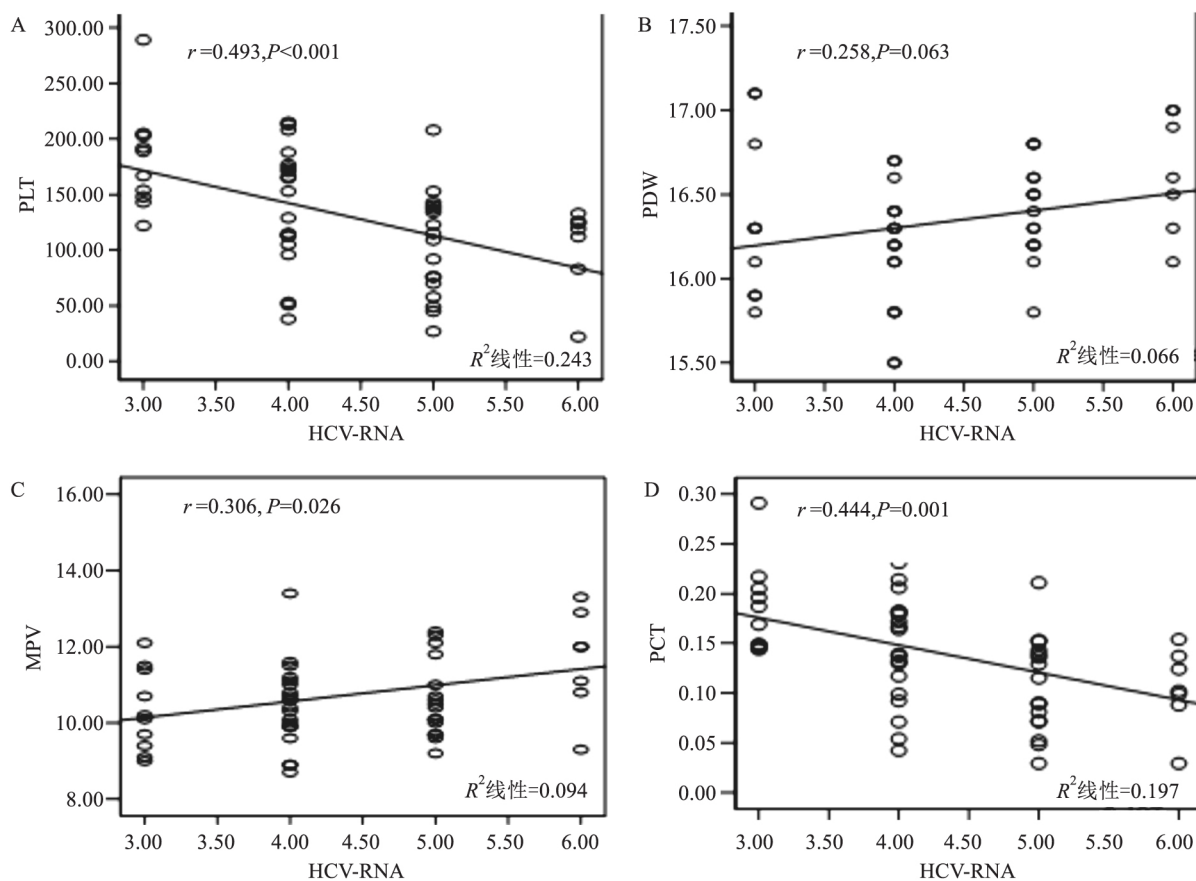 A
r=0.493,P<0.001
300.00
250.00
200.00
150.00
100.00
50.00
0.00
PLT
R²线性=0.243
3.00 3.50 4.00 4.50 5.00 5.50 6.00
HCV-RNA
B
r=0.258,P=0.063
17.50
17.00
16.50
16.00
15.50
PDW
R²线性=0.066
3.00 3.50 4.00 4.50 5.00 5.50 6.00
HCV-RNA
C
r=0.306, P=0.026
16.00
14.00
12.00
10.00
8.00
MPV
R²线性=0.094
3.00 3.50 4.00 4.50 5.00 5.50 6.00
HCV-RNA
D
r=0.444,P=0.001
0.30
0.25
0.20
0.15
0.10
0.05
0.00
PCT
R²线性=0.197
3.00 3.50 4.00 4.50 5.00 5.50 6.00
HCV-RNA